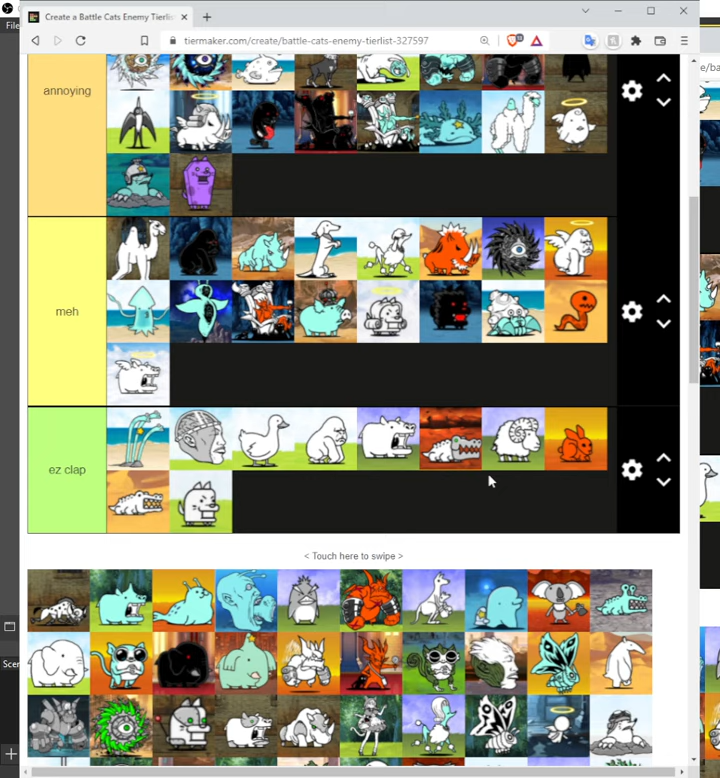 File
Create a Battle Cats Enemy Tierlis
tiermaker.com/create/battle-cats-enemy-tierlist-327597
e/ba
annoying
meh
ez clap
< Touch here to swipe >
Scer